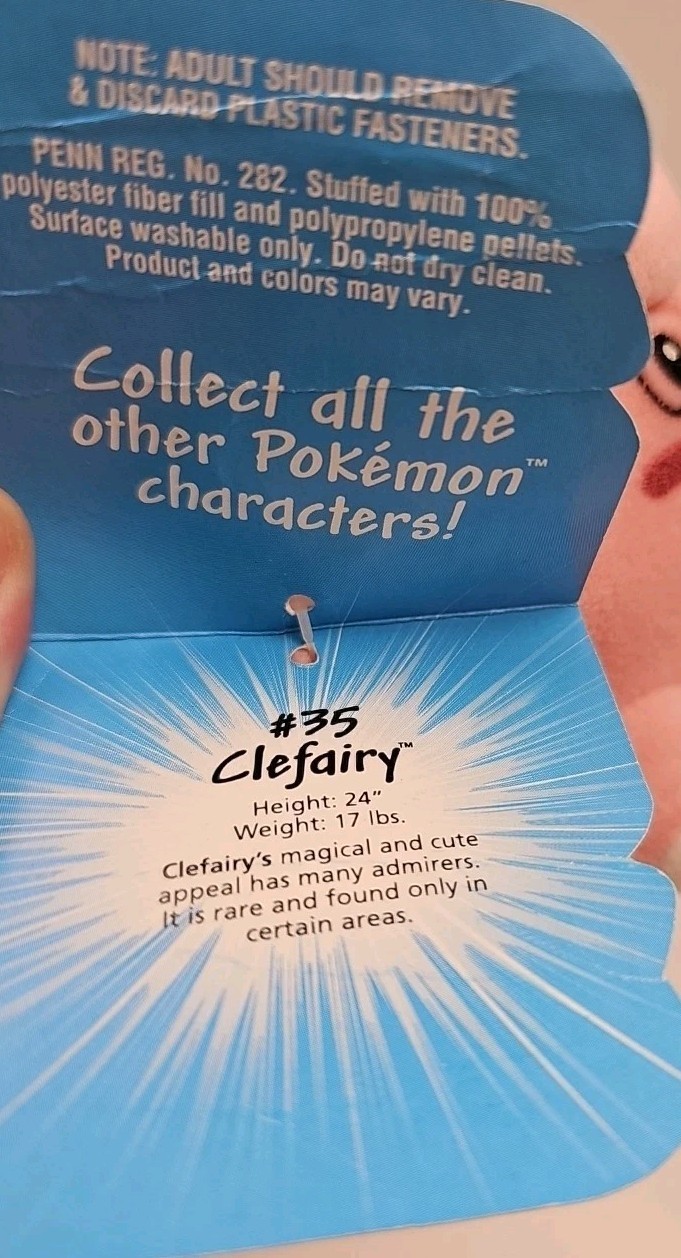 NOTE: ADULT SHOULD REMOVE
& DISCARD PLASTIC FASTENERS.
PENN REG. No. 282. Stuffed with 100%
polyester fiber fill and polypropylene pellets.
Surface washable only. Do not dry clean.
Product and colors may vary.
Collect all the
other Pokémon™
characters!
#35
Clefairy™
Height: 24"
Weight: 17 lbs.
Clefairy's magical and cute
appeal has many admirers.
It is rare and found only in
certain areas.